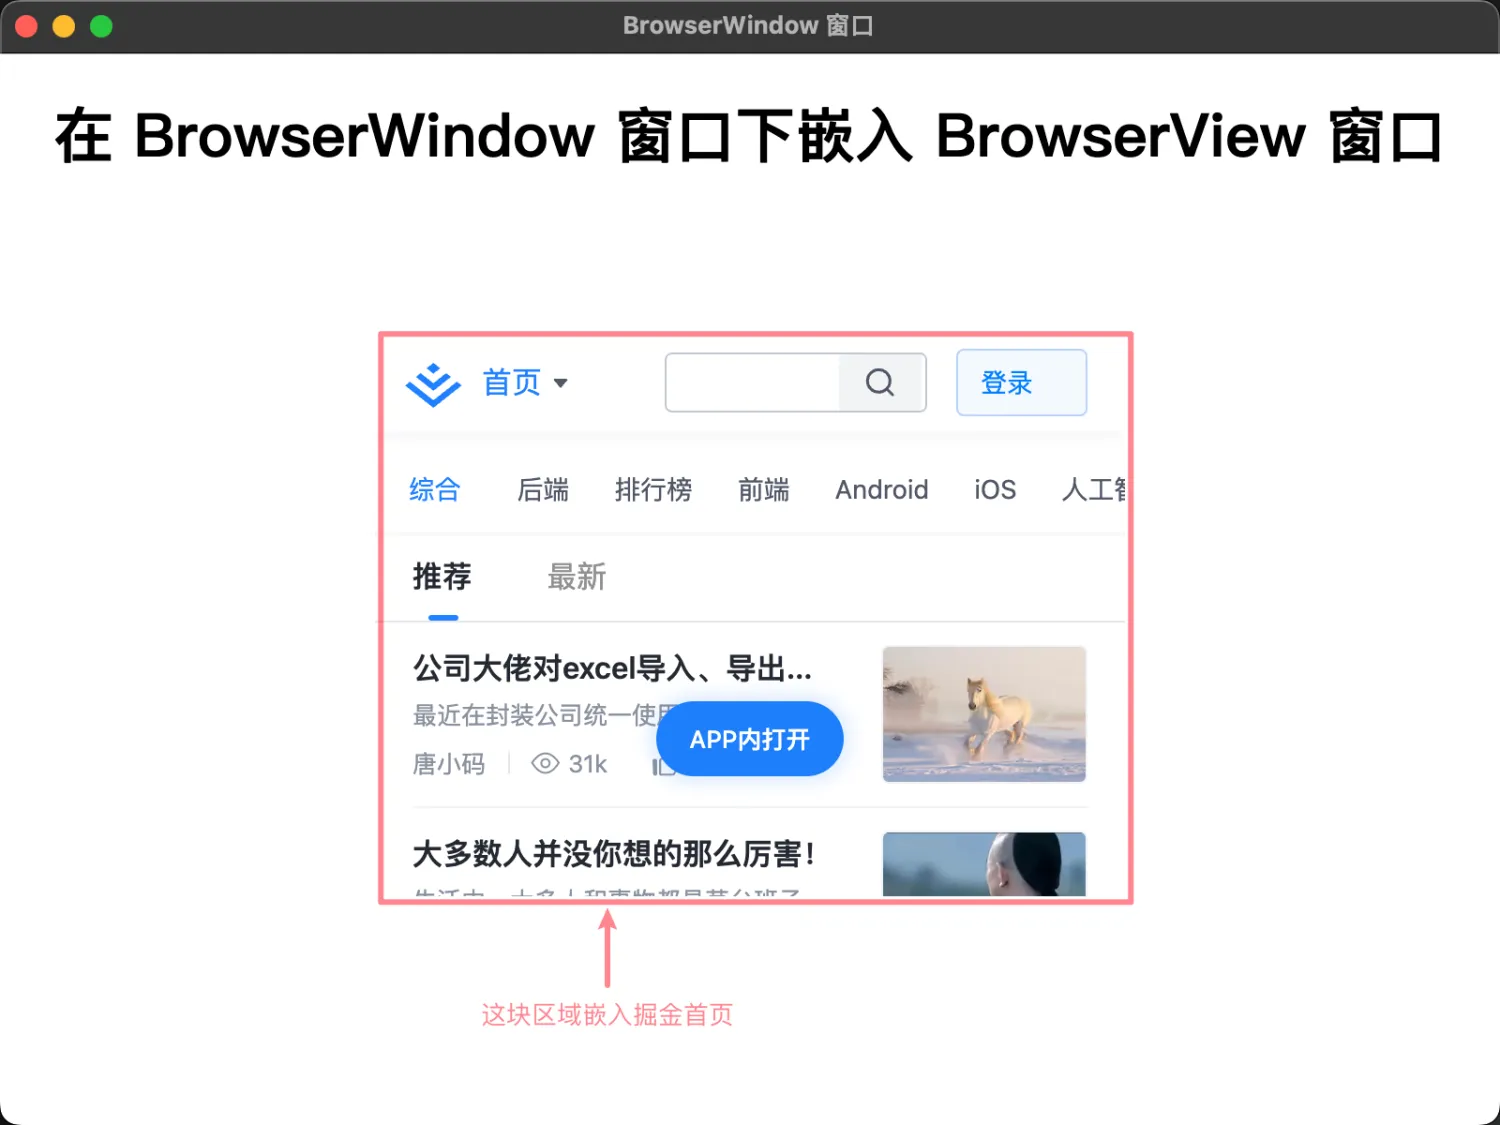 BrowserWindow 窗口
在 BrowserWindow 窗口下嵌入 BrowserView 窗口
首页
登录
综合 后端 排行榜 前端 Android iOS 人工智
推荐 最新
公司大佬对excel导入、导出...
最近在封装公司统一使用
APP内打开
唐小码 31k
大多数人并没你想的那么厉害！
这块区域嵌入掘金首页